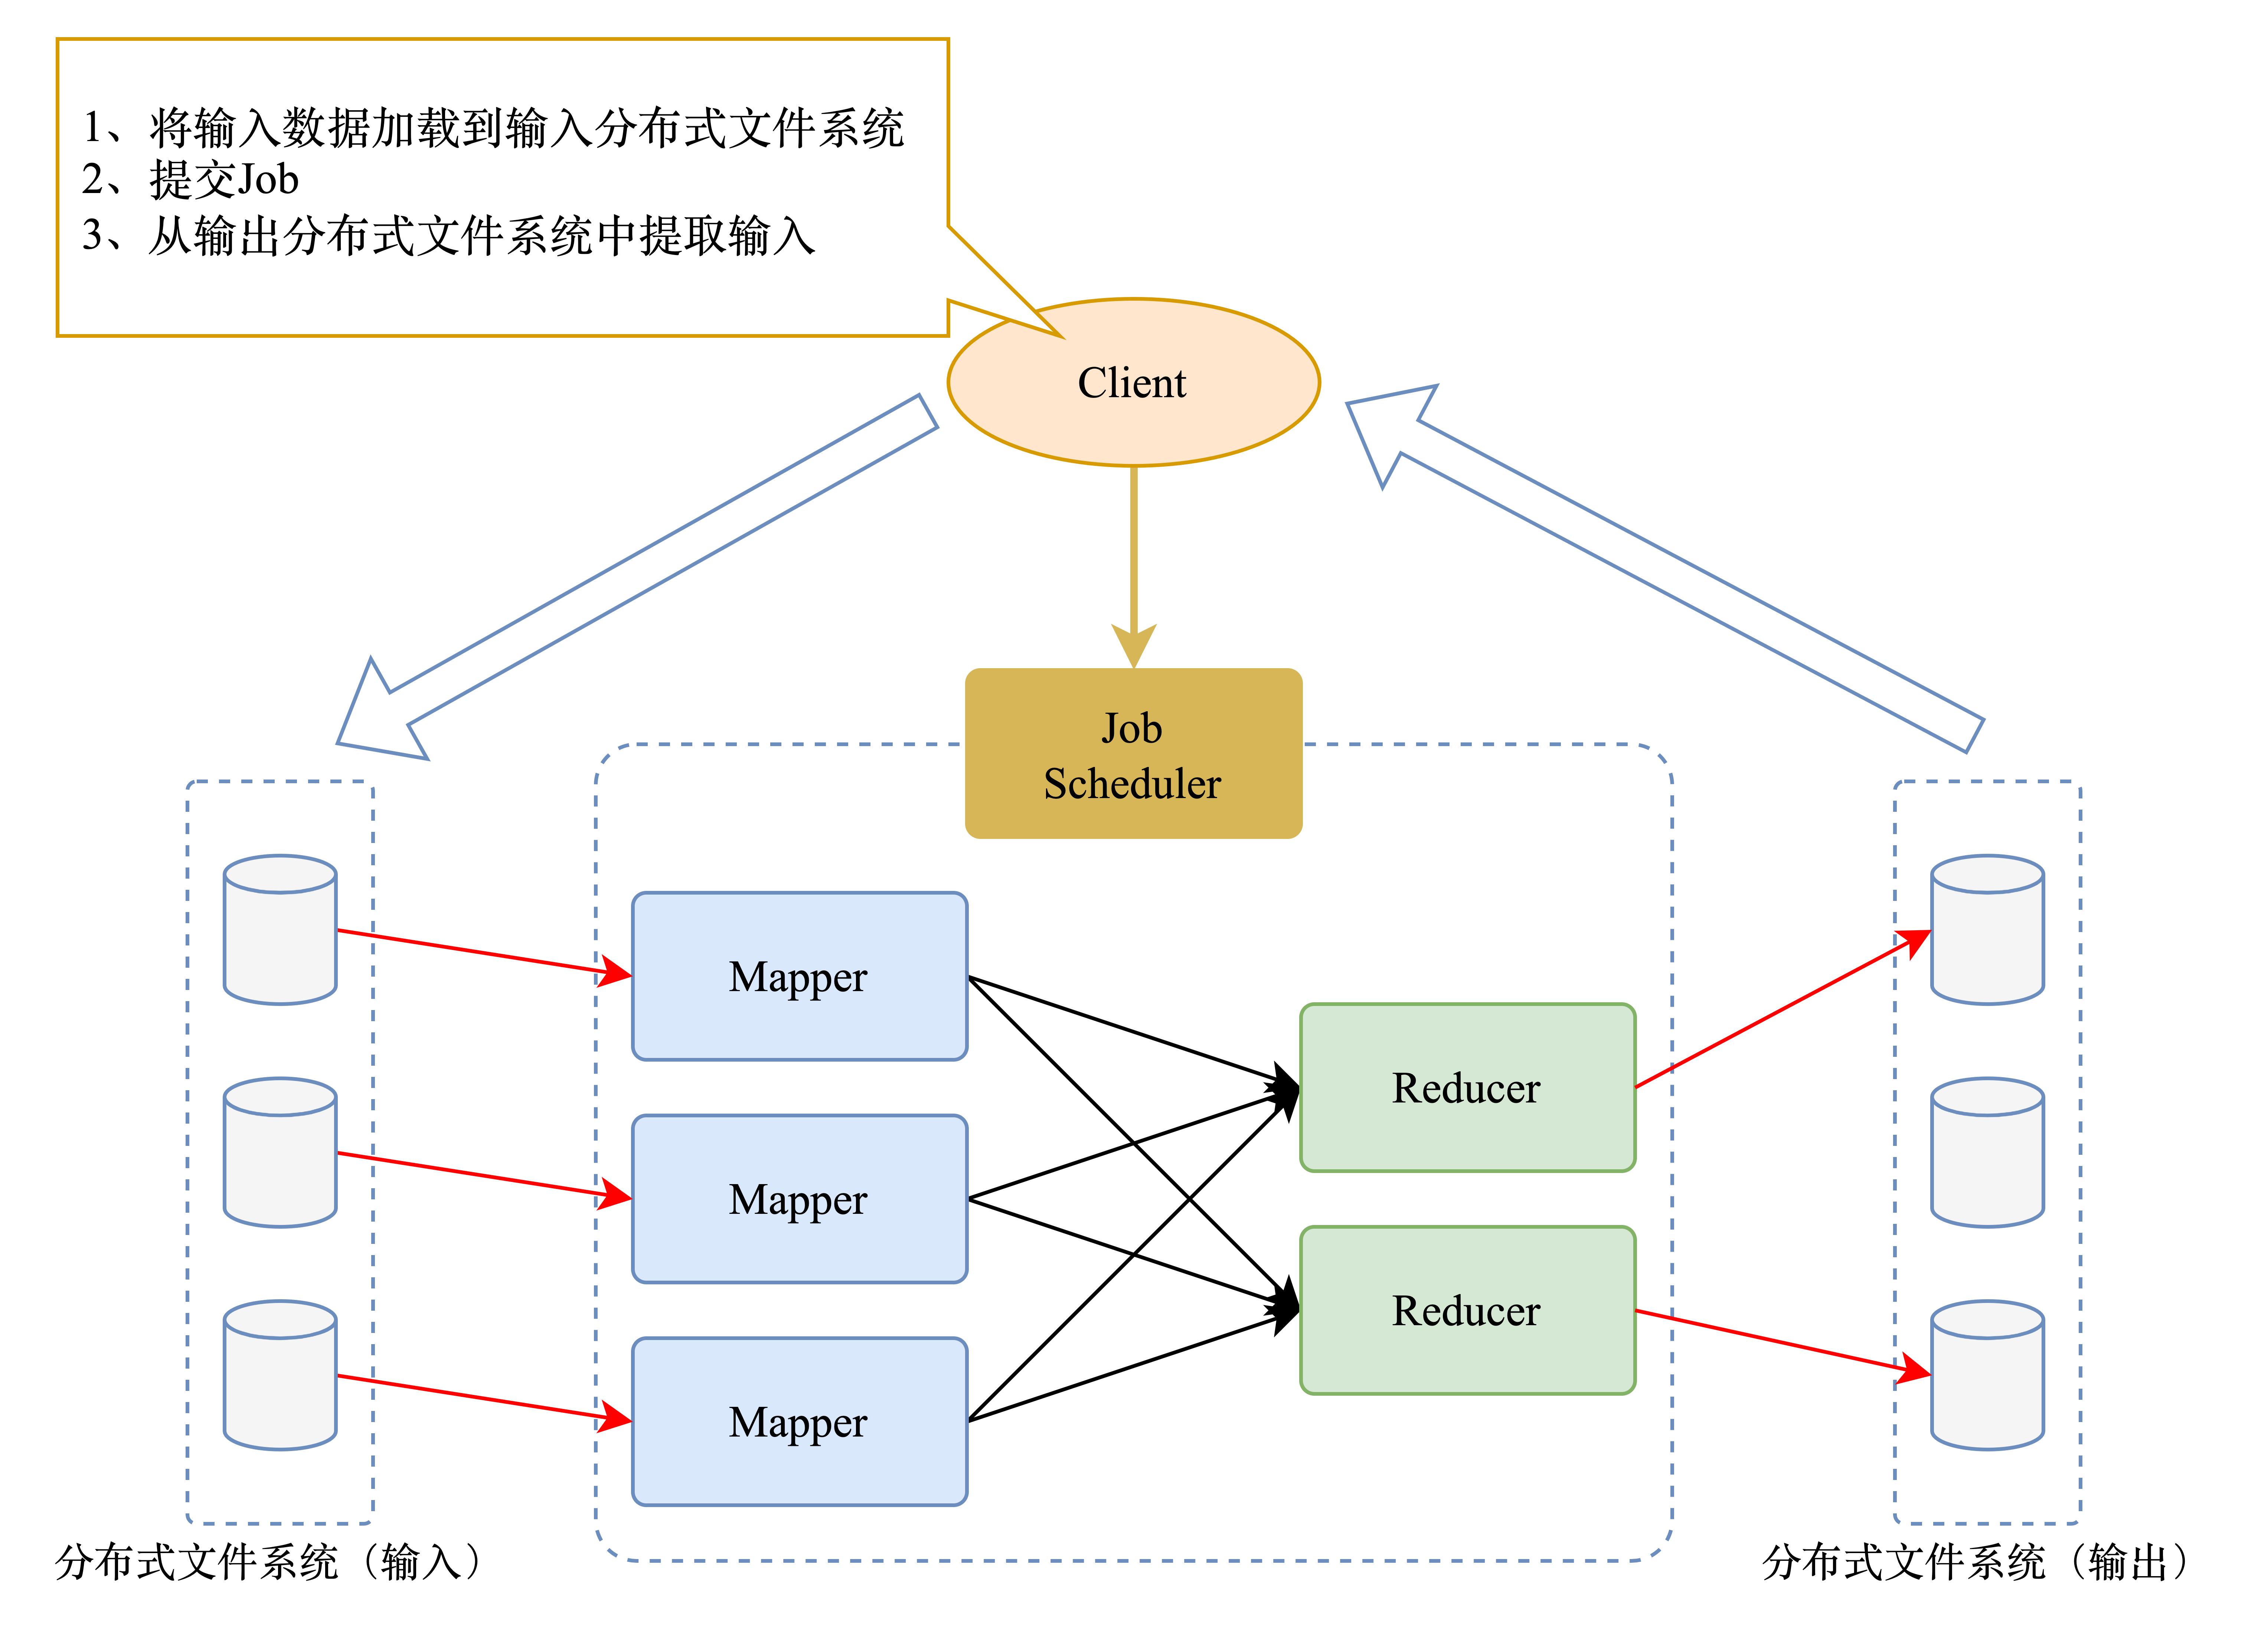 1、将输入数据加载到输入分布式文件系统
2、提交Job
3、从输出分布式文件系统中提取输入
Client
Job
Scheduler
Mapper
Reducer
Mapper
Reducer
Mapper
分布式文件系统（输入）
分布式文件系统（输出）